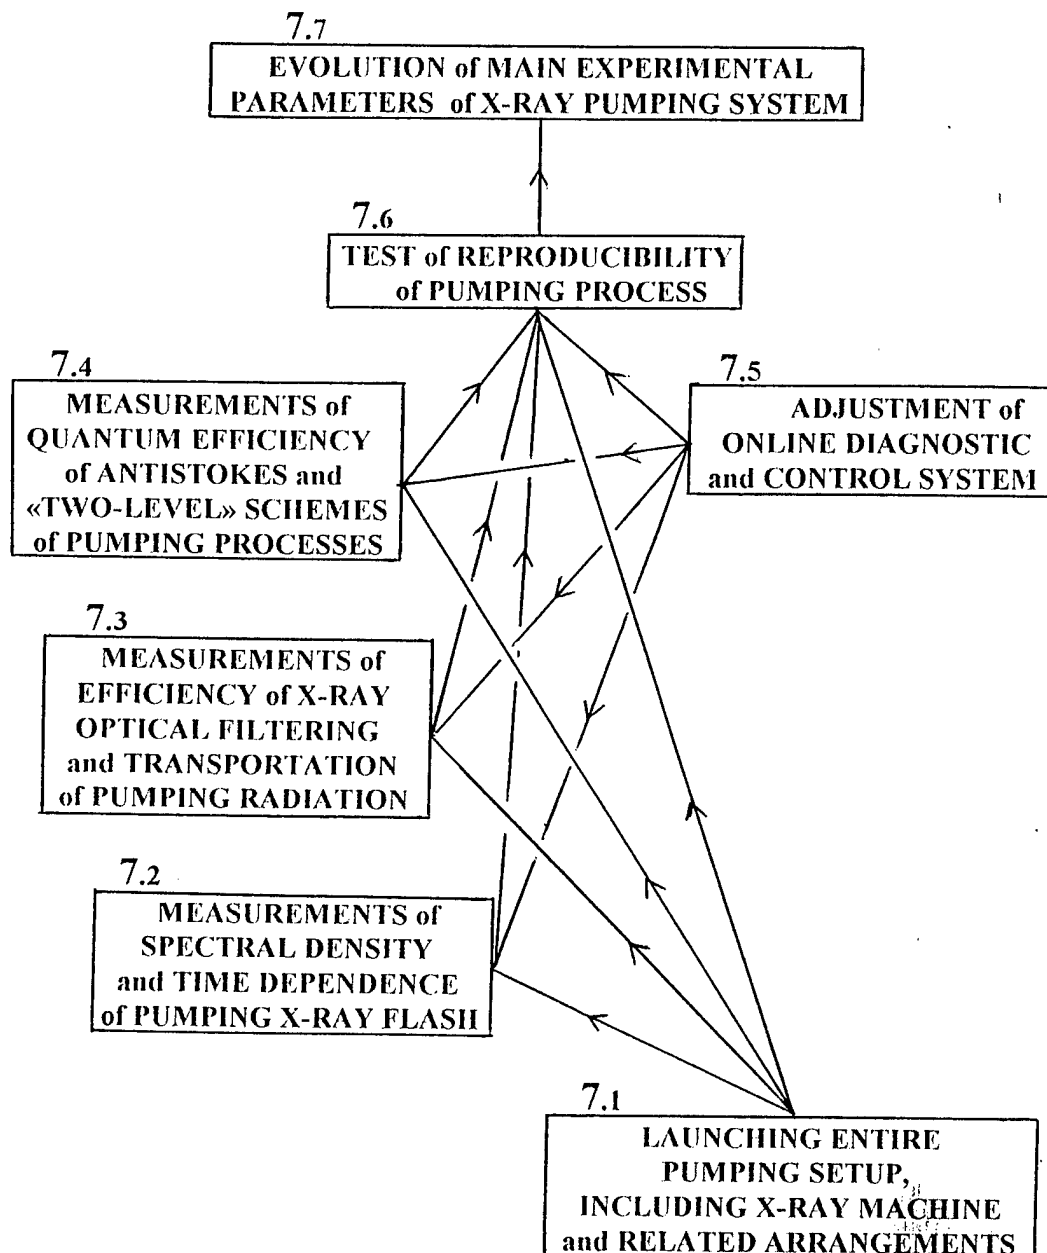 7.7
EVOLUTION of MAIN EXPERIMENTAL
PARAMETERS of X-RAY PUMPING SYSTEM
7.6
TEST of REPRODUCIBILITY
of PUMPING PROCESS
7.4
MEASUREMENTS of
QUANTUM EFFICIENCY
of ANTISTOKES and
«TWO-LEVEL» SCHEMES
of PUMPING PROCESSES
7.5
ADJUSTMENT of
ONLINE DIAGNOSTIC
and CONTROL SYSTEM
7.3
MEASUREMENTS of
EFFICIENCY of X-RAY
OPTICAL FILTERING
and TRANSPORTATION
of PUMPING RADIATION
7.2
MEASUREMENTS of
SPECTRAL DENSITY
and TIME DEPENDENCE
of PUMPING X-RAY FLASH
7.1
LAUNCHING ENTIRE
PUMPING SETUP,
INCLUDING X-RAY MACHINE
and RELATED ARRANGEMENTS